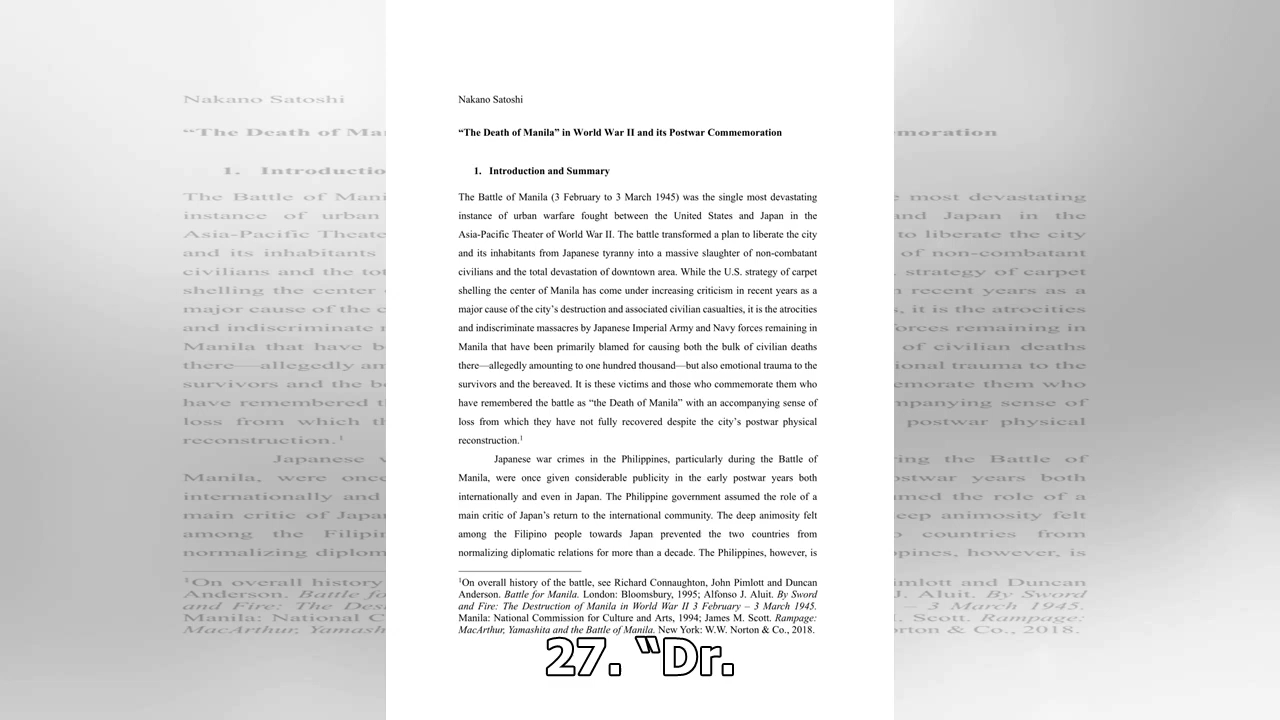 Nakano Satoshi
“The Death of Manila” in World War II and its Postwar Commemoration
1. Introduction and Summary
The Battle of Manila (3 February to 3 March 1945) was the single most devastating
instance of urban warfare fought between the United States and Japan in the
Asia-Pacific Theater of World War II. The battle transformed a plan to liberate the city
and its inhabitants from Japanese tyranny into a massive slaughter of non-combatant
civilians and the total devastation of downtown area. While the U.S. strategy of carpet
shelling the center of Manila has come under increasing criticism in recent years as a
major cause of the city’s destruction and associated civilian casualties, it is the atrocities
and indiscriminate massacres by Japanese Imperial Army and Navy forces remaining in
Manila that have been primarily blamed for causing both the bulk of civilian deaths
there—allegedly amounting to one hundred thousand—but also emotional trauma to the
survivors and the bereaved. It is these victims and those who commemorate them who
have remembered the battle as “the Death of Manila” with an accompanying sense of
loss from which they have not fully recovered despite the city’s postwar physical
reconstruction.1
Japanese war crimes in the Philippines, particularly during the Battle of
Manila, were once given considerable publicity in the early postwar years both
internationally and even in Japan. The Philippine government assumed the role of a
main critic of Japan’s return to the international community. The deep animosity felt
among the Filipino people towards Japan prevented the two countries from
normalizing diplomatic relations for more than a decade. The Philippines, however, is
1On overall history of the battle, see Richard Connaughton, John Pimlott and Duncan
Anderson. Battle for Manila. London: Bloomsbury, 1995; Alfonso J. Aluit. By Sword
and Fire: The Destruction of Manila in World War II 3 February – 3 March 1945.
Manila: National Commission for Culture and Arts, 1994; James M. Scott. Rampage:
MacArthur, Yamashita and the Battle of Manila. New York: W.W. Norton & Co., 2018.
27. “Dr.